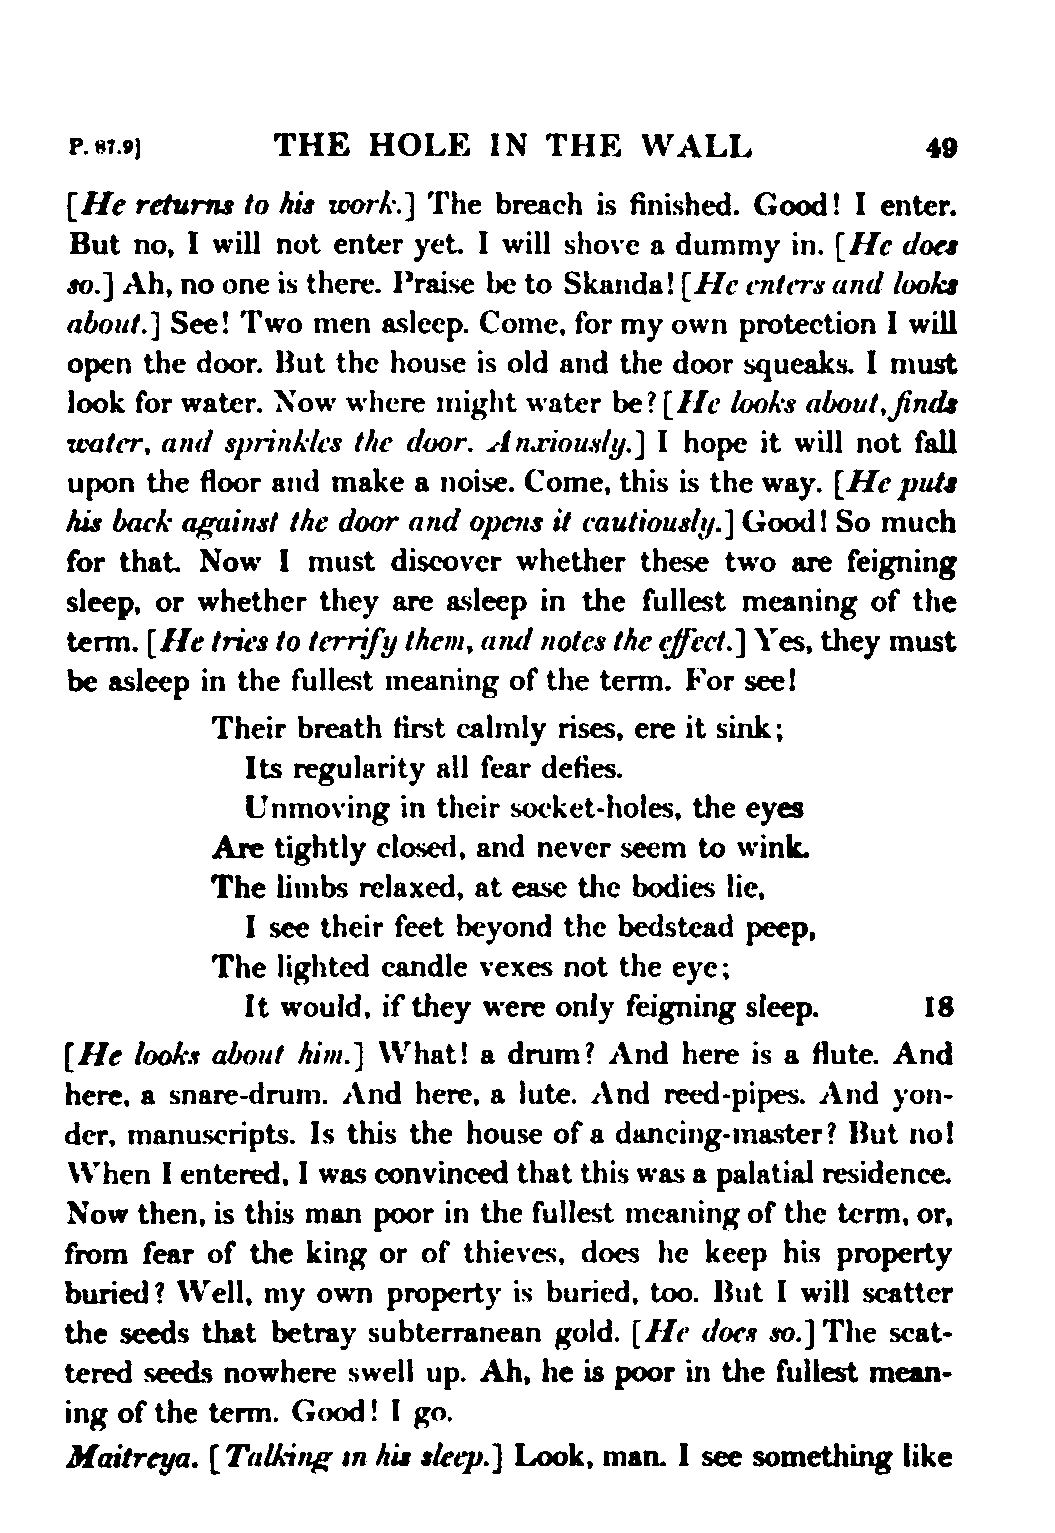 P. 87.9] THE HOLE IN THE WALL 49
[He returns to his work.] The breach is finished. Good! I enter.
But no, I will not enter yet. I will shove a dummy in. [He does
so.] Ah, no one is there. Praise be to Skanda! [He enters and looks
about.] See! Two men asleep. Come, for my own protection I will
open the door. But the house is old and the door squeaks. I must
look for water. Now where might water be? [He looks about, finds
water, and sprinkles the door. Anxiously.] I hope it will not fall
upon the floor and make a noise. Come, this is the way. [He puts
his back against the door and opens it cautiously.] Good! So much
for that. Now I must discover whether these two are feigning
sleep, or whether they are asleep in the fullest meaning of the
term. [He tries to terrify them, and notes the effect.] Yes, they must
be asleep in the fullest meaning of the term. For see!
Their breath first calmly rises, ere it sink;
Its regularity all fear defies.
Unmoving in their socket-holes, the eyes
Are tightly closed, and never seem to wink.
The limbs relaxed, at ease the bodies lie,
I see their feet beyond the bedstead peep,
The lighted candle vexes not the eye;
It would, if they were only feigning sleep. 18
[He looks about him.] What! a drum? And here is a flute. And
here, a snare-drum. And here, a lute. And reed-pipes. And yon-
der, manuscripts. Is this the house of a dancing-master? But no!
When I entered, I was convinced that this was a palatial residence.
Now then, is this man poor in the fullest meaning of the term, or,
from fear of the king or of thieves, does he keep his property
buried? Well, my own property is buried, too. But I will scatter
the seeds that betray subterranean gold. [He does so.] The scat-
tered seeds nowhere swell up. Ah, he is poor in the fullest mean-
ing of the term. Good! I go.
Maitreya. [Talking in his sleep.] Look, man. I see something like